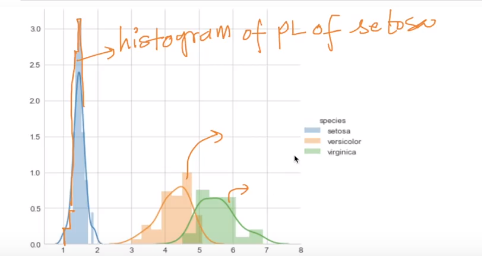 histogram of PL of setosa
3.0
2.5
2.0
1.5
1.0
0.5
0.0
1 2 3 4 5 6 7 8
species
setosa
versicolor
virginica